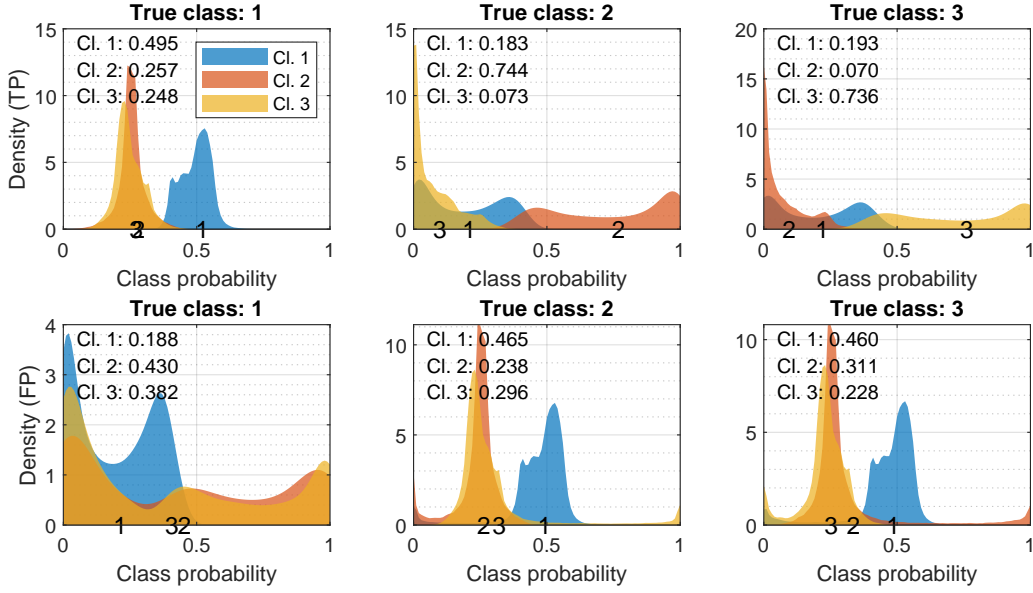 True class: 1
True class: 2
True class: 3
Density (TP)
15
10
5
0
Cl. 1: 0.495
Cl. 2: 0.257
Cl. 3: 0.248
Cl. 1
Cl. 2
Cl. 3
3
2
1
0
0.5
1
Class probability
15
10
5
0
Cl. 1: 0.183
Cl. 2: 0.744
Cl. 3: 0.073
3
1
2
0
0.5
1
Class probability
20
15
10
5
0
Cl. 1: 0.193
Cl. 2: 0.070
Cl. 3: 0.736
2
1
3
0
0.5
1
Class probability
True class: 1
True class: 2
True class: 3
Density (FP)
4
3
2
1
0
Cl. 1: 0.188
Cl. 2: 0.430
Cl. 3: 0.382
1
3
2
0
0.5
1
Class probability
10
5
0
Cl. 1: 0.465
Cl. 2: 0.238
Cl. 3: 0.296
2
3
1
0
0.5
1
Class probability
10
5
0
Cl. 1: 0.460
Cl. 2: 0.311
Cl. 3: 0.228
3
2
1
0
0.5
1
Class probability